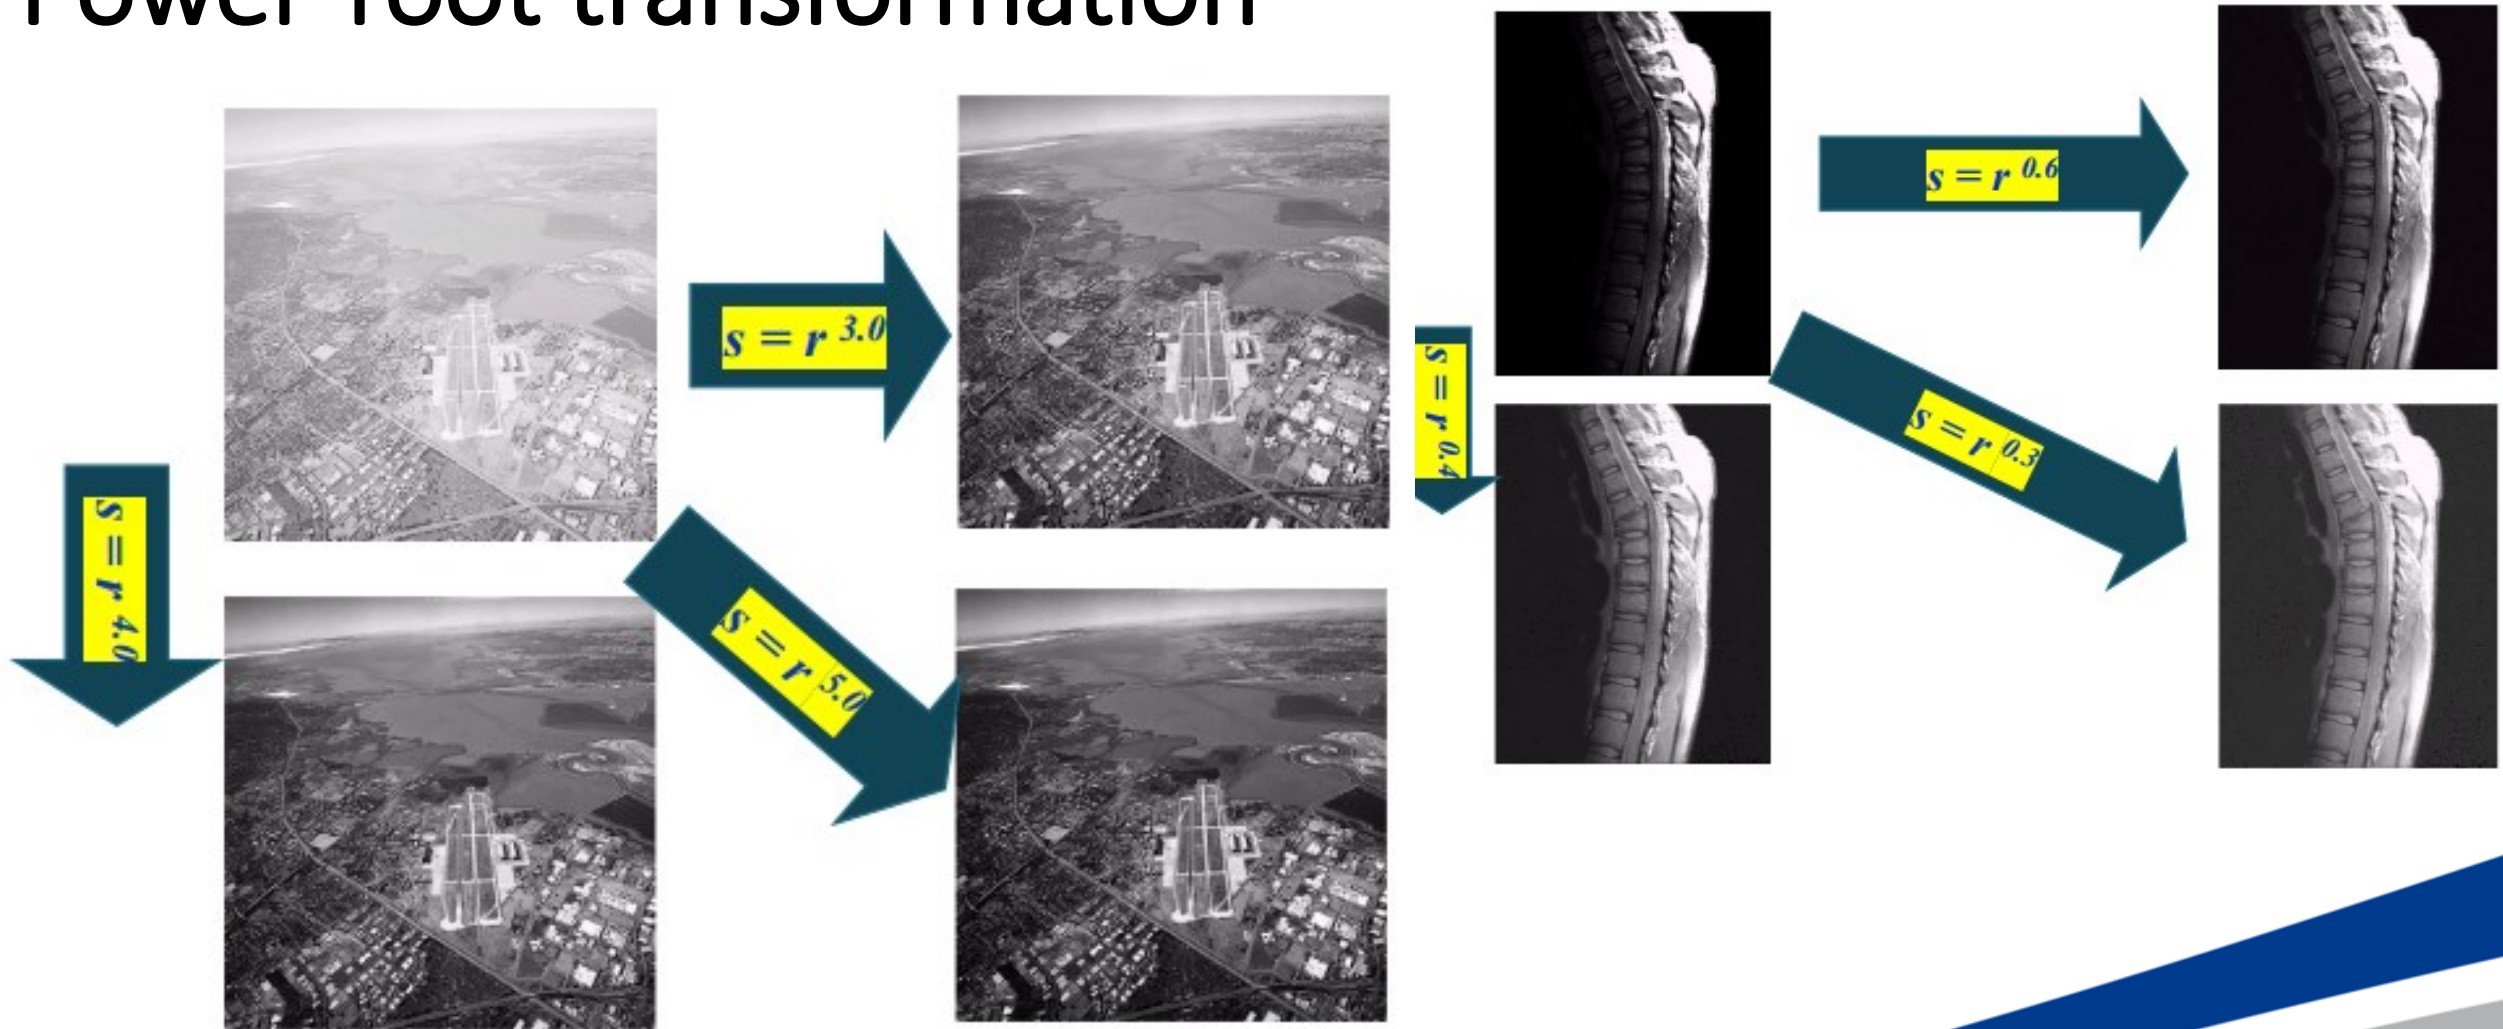 Power root transformation
s = r 3.0
s = r 4.0
s = r 5.0
s = r 0.6
s = r 0.4
s = r 0.3